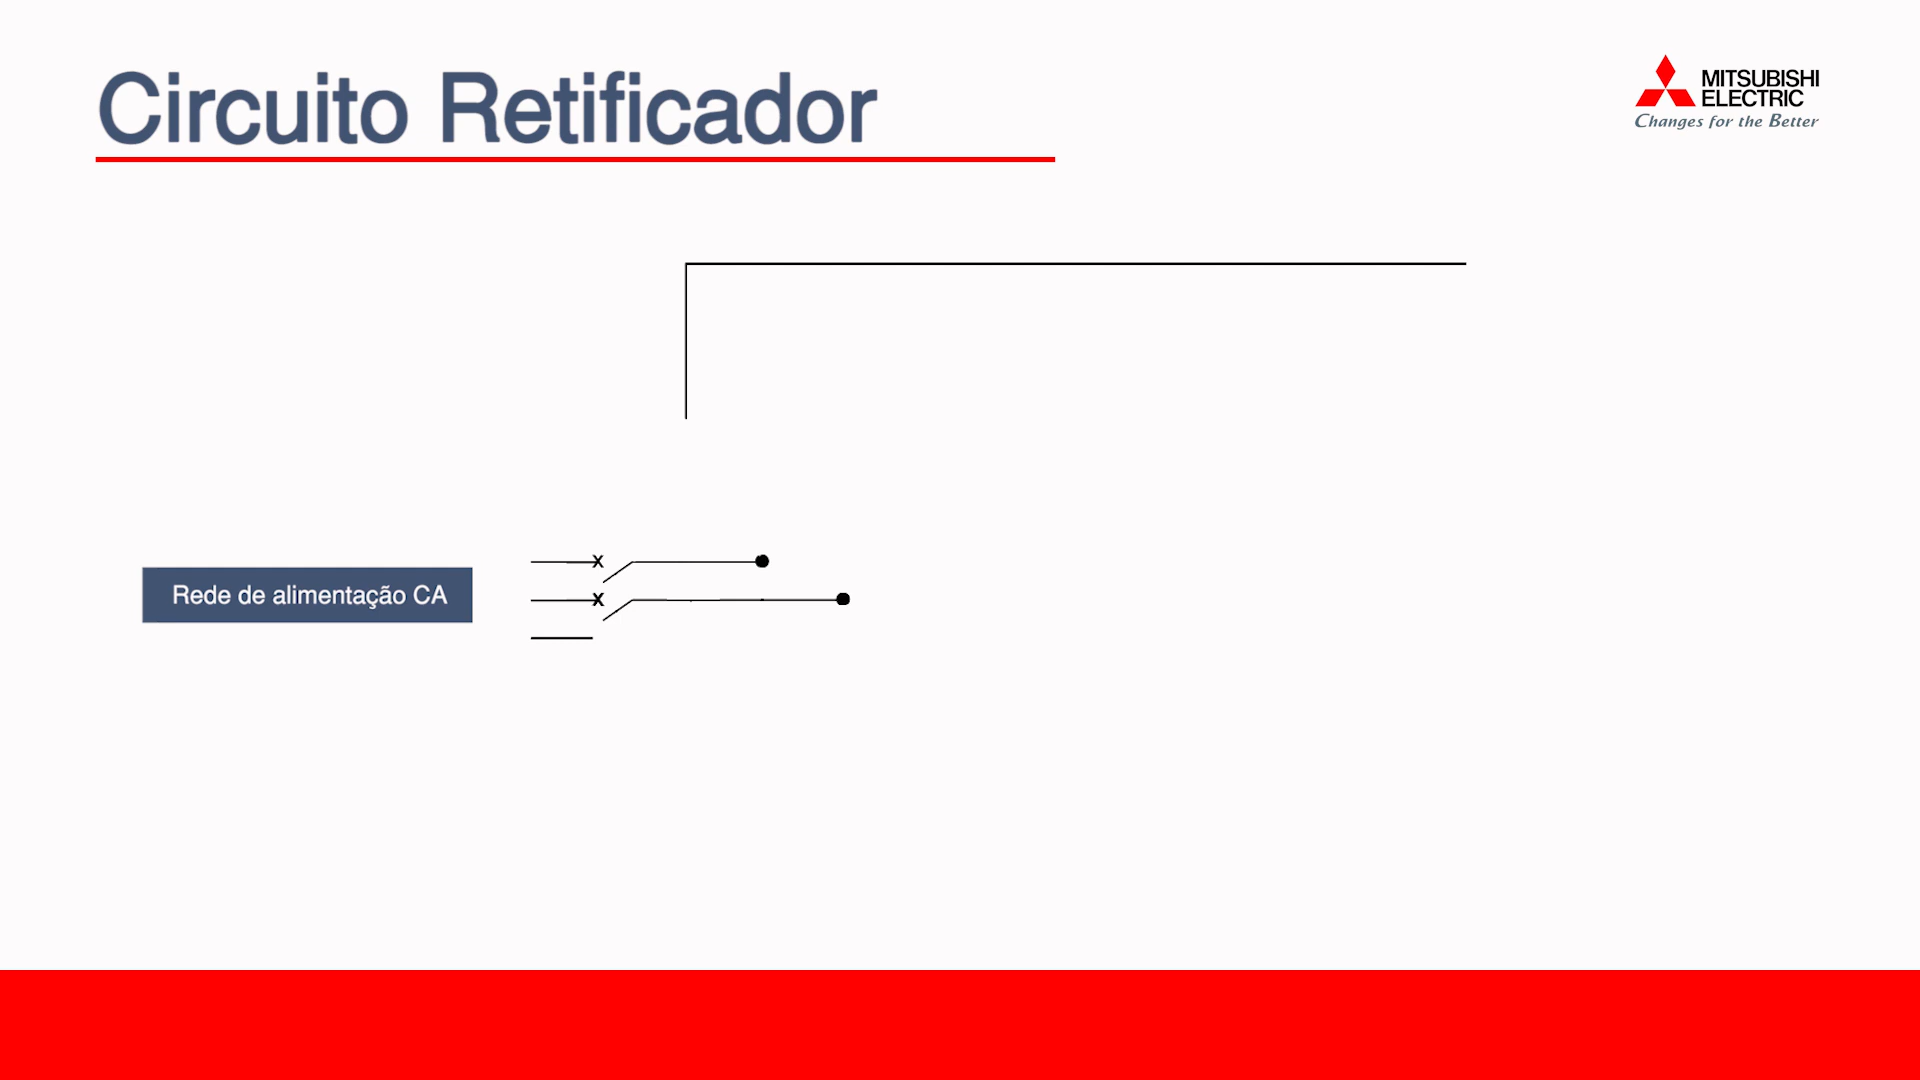 Circuito Retificador
MITSUBISHI
ELECTRIC
Changes for the Better
Rede de alimentação CA
x
x